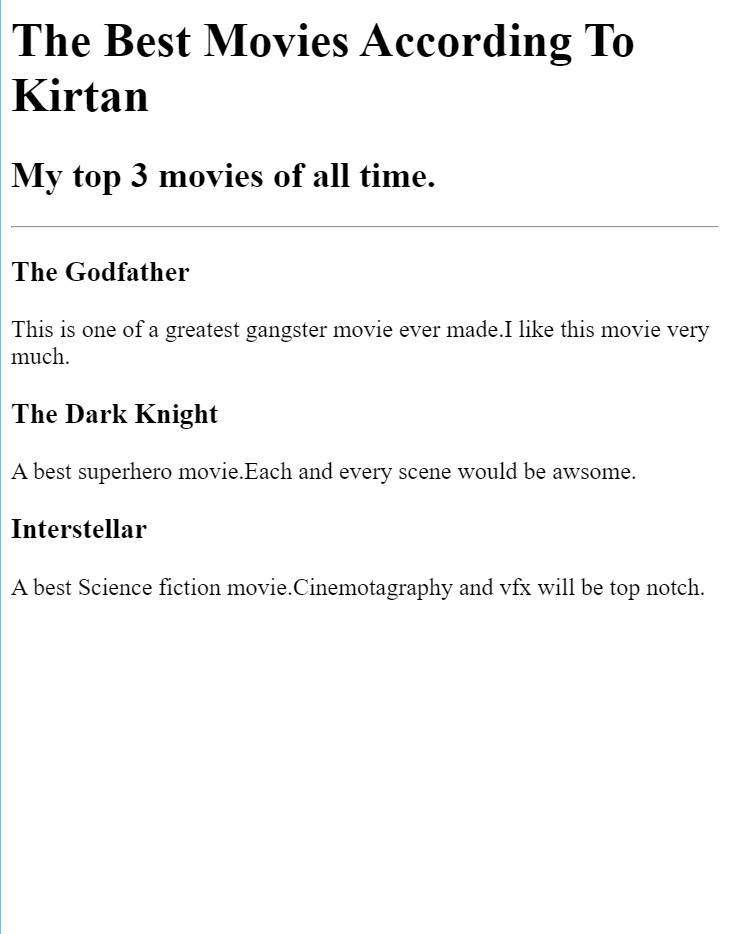 The Best Movies According To
Kirtan
My top 3 movies of all time.
The Godfather
This is one of a greatest gangster movie ever made.I like this movie very
much.
The Dark Knight
A best superhero movie.Each and every scene would be awsome.
Interstellar
A best Science fiction movie.Cinemotagraphy and vfx will be top notch.